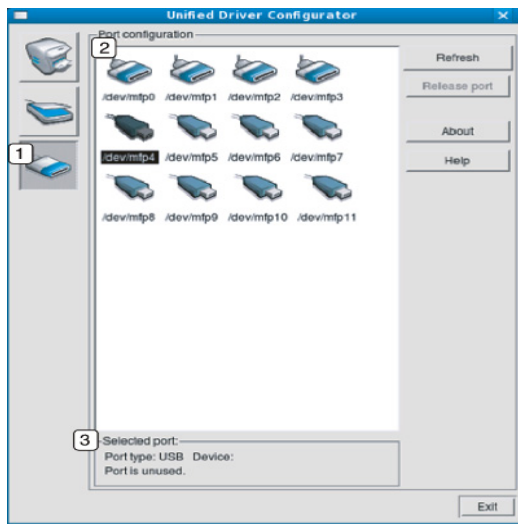 Unified Driver Configurator
Port configuration
2
Refresh
/dev/mfp0 /dev/mfp1 /dev/mfp2 /dev/mfp3
Release port
About
1
/dev/mfp4 /dev/mfp5 /dev/mfp6 /dev/mfp7
Help
/dev/mfp8 /dev/mfp9 /dev/mfp10 /dev/mfp11
3
Selected port:
Port type: USB Device:
Port is unused.
Exit